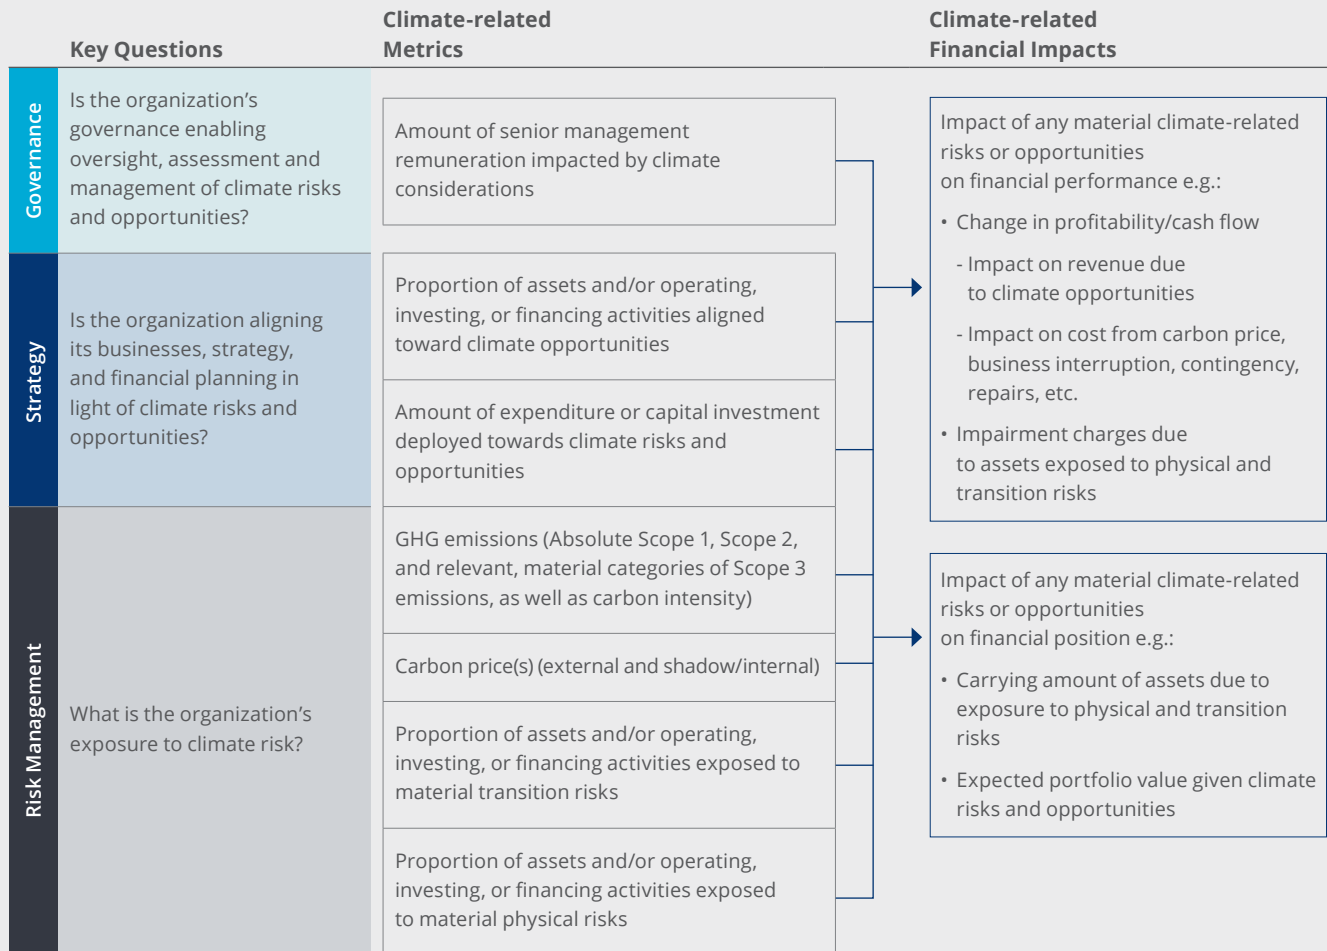 Key Questions
Climate-related
Metrics
Climate-related
Financial Impacts
Governance
Is the organization’s
governance enabling
oversight, assessment and
management of climate risks
and opportunities?
Amount of senior management
remuneration impacted by climate
considerations
Strategy
Is the organization aligning
its businesses, strategy,
and financial planning in
light of climate risks and
opportunities?
Proportion of assets and/or operating,
investing, or financing activities aligned
toward climate opportunities
Amount of expenditure or capital investment
deployed towards climate risks and
opportunities
Risk Management
What is the organization’s
exposure to climate risk?
GHG emissions (Absolute Scope 1, Scope 2,
and relevant, material categories of Scope 3
emissions, as well as carbon intensity)
Carbon price(s) (external and shadow/internal)
Proportion of assets and/or operating,
investing, or financing activities exposed to
material transition risks
Proportion of assets and/or operating,
investing, or financing activities exposed
to material physical risks
Impact of any material climate-related
risks or opportunities
on financial performance e.g.:
• Change in profitability/cash flow
- Impact on revenue due
to climate opportunities
- Impact on cost from carbon price,
business interruption, contingency,
repairs, etc.
• Impairment charges due
to assets exposed to physical and
transition risks
Impact of any material climate-related
risks or opportunities
on financial position e.g.:
• Carrying amount of assets due to
exposure to physical and transition
risks
• Expected portfolio value given climate
risks and opportunities